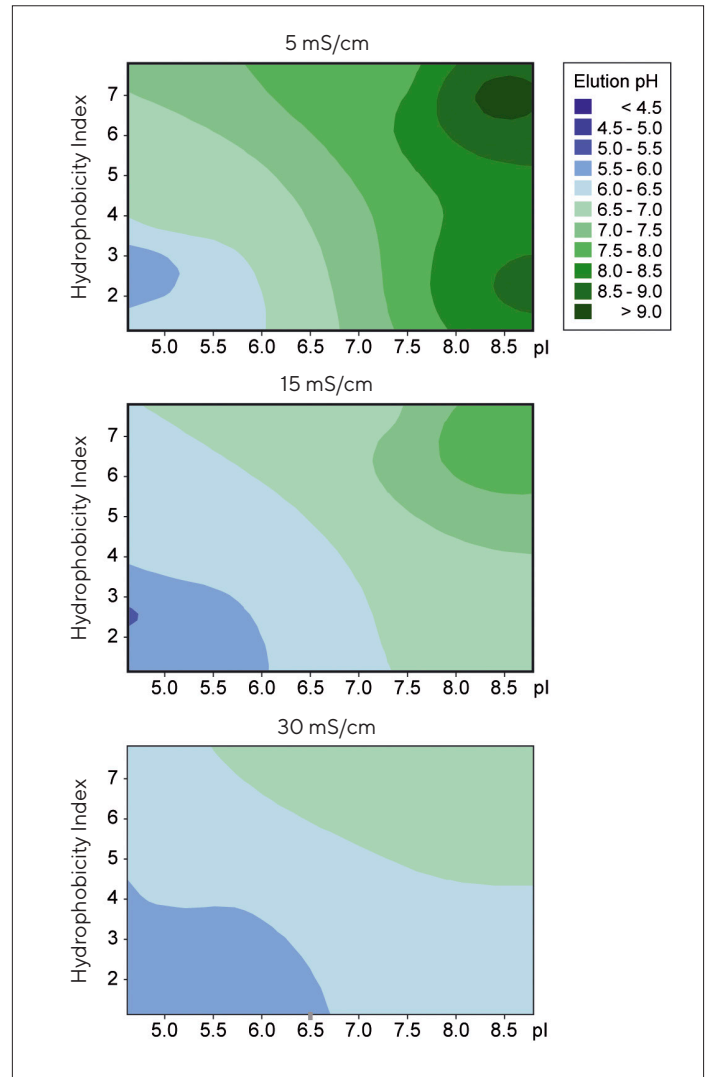 5 mS/cm
Hydrophobicity Index
7
6
5
4
3
2
5.0 5.5 6.0 6.5 7.0 7.5 8.0 8.5 pI
Elution pH
< 4.5
4.5 - 5.0
5.0 - 5.5
5.5 - 6.0
6.0 - 6.5
6.5 - 7.0
7.0 - 7.5
7.5 - 8.0
8.0 - 8.5
8.5 - 9.0
> 9.0
15 mS/cm
Hydrophobicity Index
7
6
5
4
3
2
5.0 5.5 6.0 6.5 7.0 7.5 8.0 8.5 pI
30 mS/cm
Hydrophobicity Index
7
6
5
4
3
2
5.0 5.5 6.0 6.5 7.0 7.5 8.0 8.5 pI